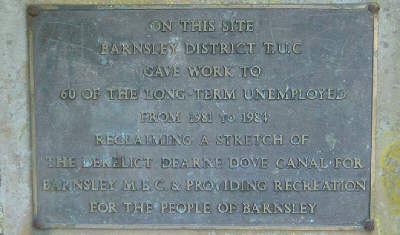 ON THIS SITE
BARNSLEY DISTRICT T.U.C
GAVE WORK TO
60 OF THE LONG-TERM UNEMPLOYED
FROM 1981 TO 1984
RECLAIMING A STRETCH OF
THE DERELICT DEARNE DOVE CANAL FOR
BARNSLEY M.B.C. & PROVIDING RECREATION
FOR THE PEOPLE OF BARNSLEY